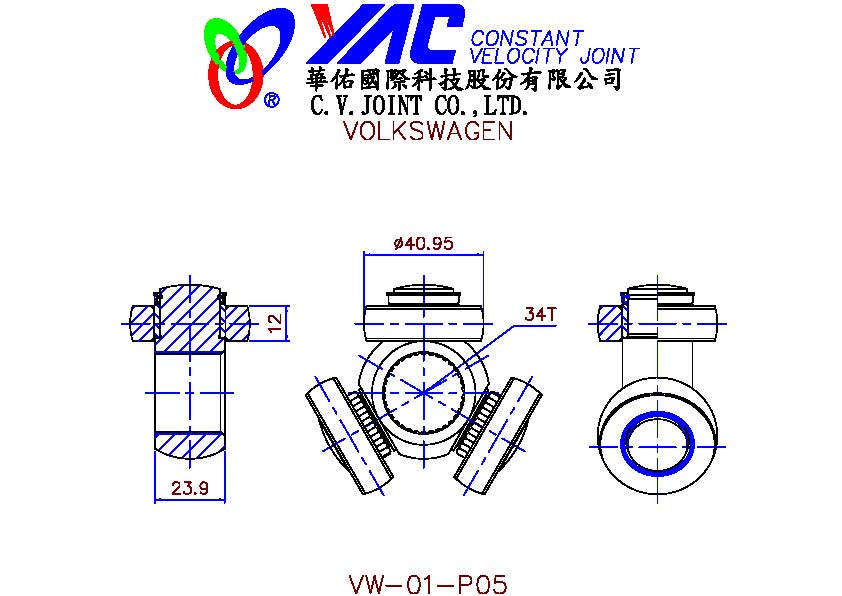 YAC CONSTANT
VELOCITY JOINT
®
華佑國際科技股份有限公司
C.V.JOINT CO.,LTD.
VOLKSWAGEN
ø40.95
34T
12
23.9
VW-01-P05